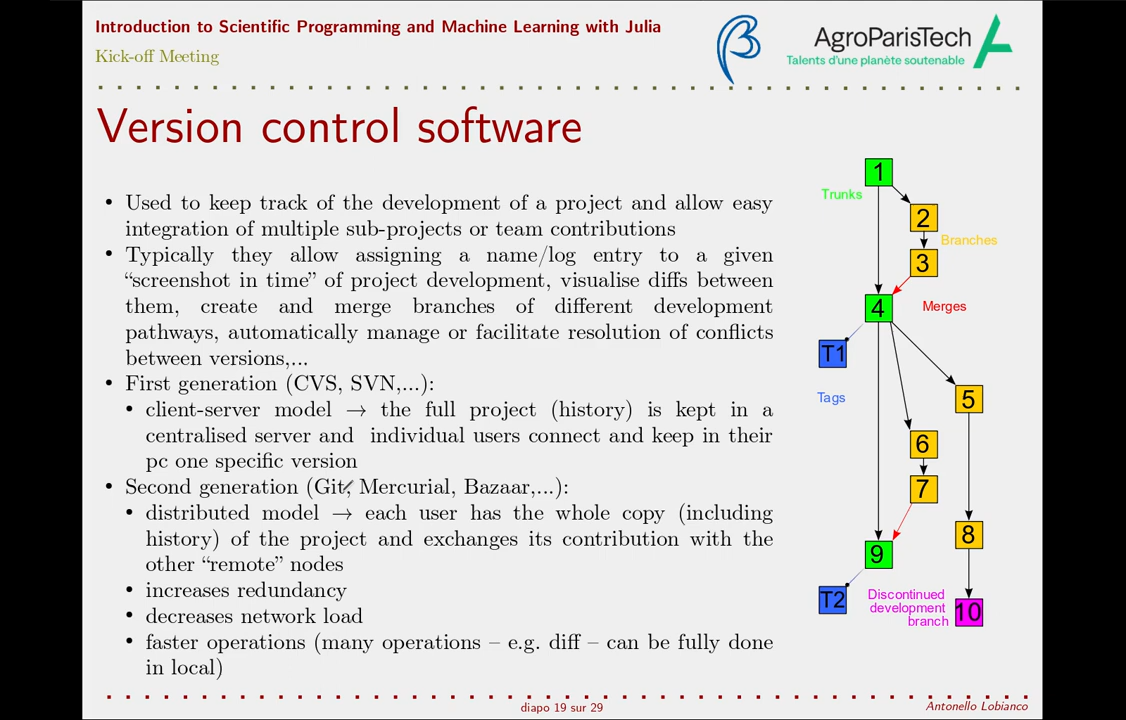 Introduction to Scientific Programming and Machine Learning with Julia
Kick-off Meeting
AgroParisTech
Talents d'une planète soutenable
Version control software
• Used to keep track of the development of a project and allow easy
integration of multiple sub-projects or team contributions
• Typically they allow assigning a name/log entry to a given
“screenshot in time” of project development, visualise diffs between
them, create and merge branches of different development
pathways, automatically manage or facilitate resolution of conflicts
between versions,...
• First generation (CVS, SVN,...):
• client-server model → the full project (history) is kept in a
centralised server and individual users connect and keep in their
pc one specific version
• Second generation (Git, Mercurial, Bazaar,...):
• distributed model → each user has the whole copy (including
history) of the project and exchanges its contribution with the
other “remote” nodes
• increases redundancy
• decreases network load
• faster operations (many operations – e.g. diff – can be fully done
in local)
1
Trunks
2
Branches
3
4
Merges
T1
Tags
5
6
7
8
9
T2
Discontinued
development
branch
10
diapo 19 sur 29
Antonello Lobianco